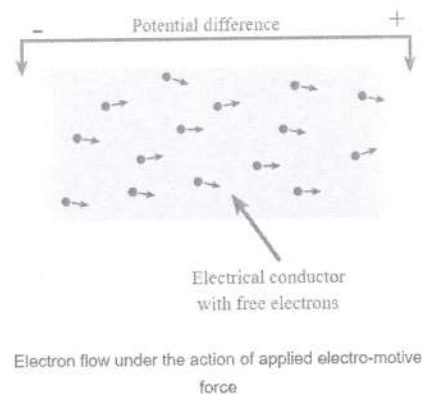 - Potential difference +
Electrical conductor
with free electrons
Electron flow under the action of applied electro-motive
force